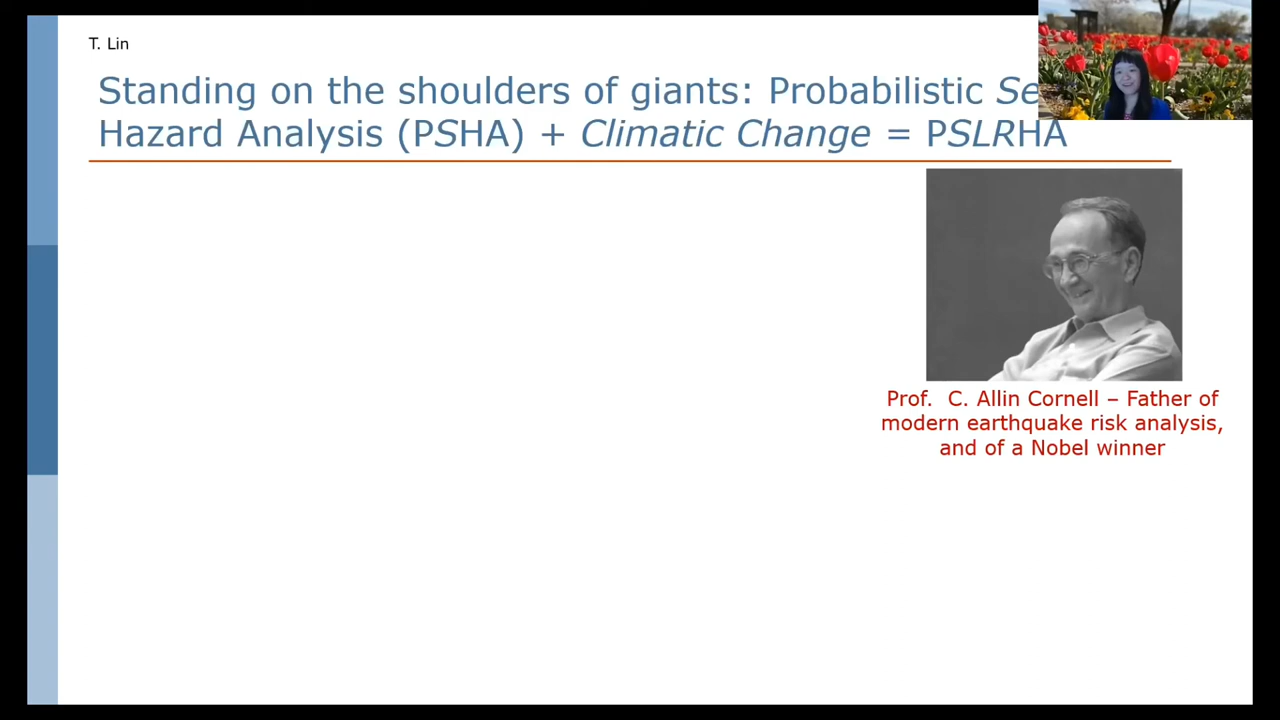 T. Lin
Standing on the shoulders of giants: Probabilistic
Hazard Analysis (PSHA) + Climatic Change = PSLRHA
Prof. C. Allin Cornell – Father of
modern earthquake risk analysis,
and of a Nobel winner